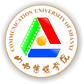 COMMUNICATION UNIVERSITY OF SHANXI
山西传媒学院